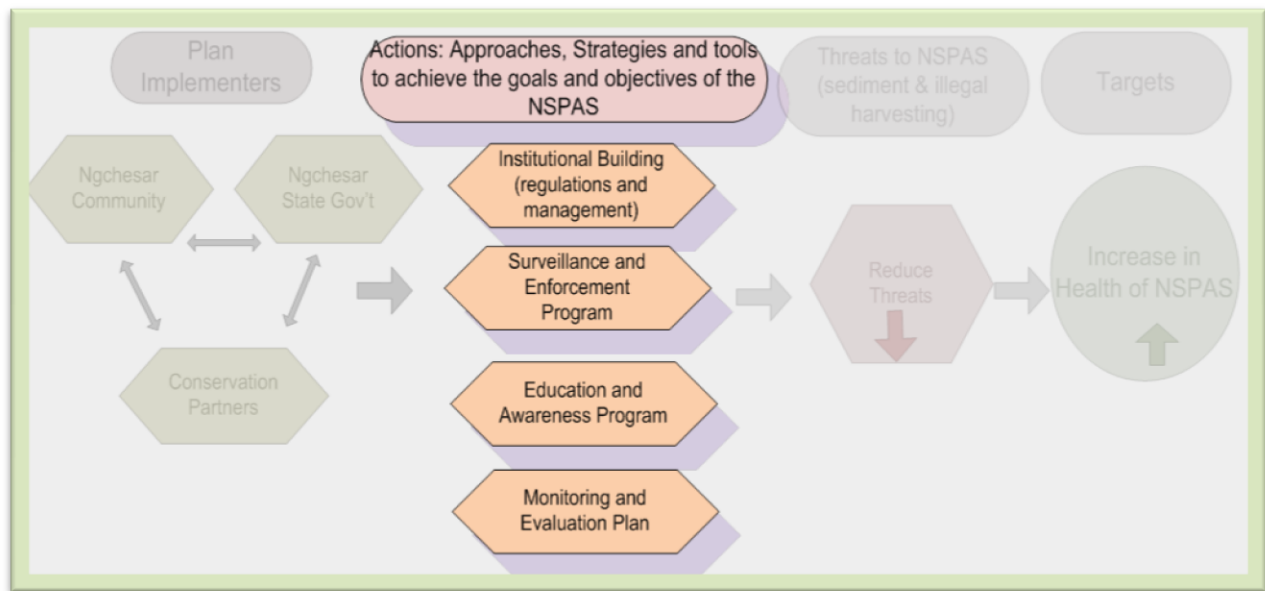 Plan
Implementers
Actions: Approaches, Strategies and tools
to achieve the goals and objectives of the
NSPAS
Threats to NSPAS
(sediment & illegal
harvesting)
Targets
Ngchesar
Community
Ngchesar
State Gov't
Conservation
Partners
Institutional Building
(regulations and
management)
Surveillance and
Enforcement
Program
Education and
Awareness Program
Monitoring and
Evaluation Plan
Reduce
Threats
Increase in
Health of NSPAS